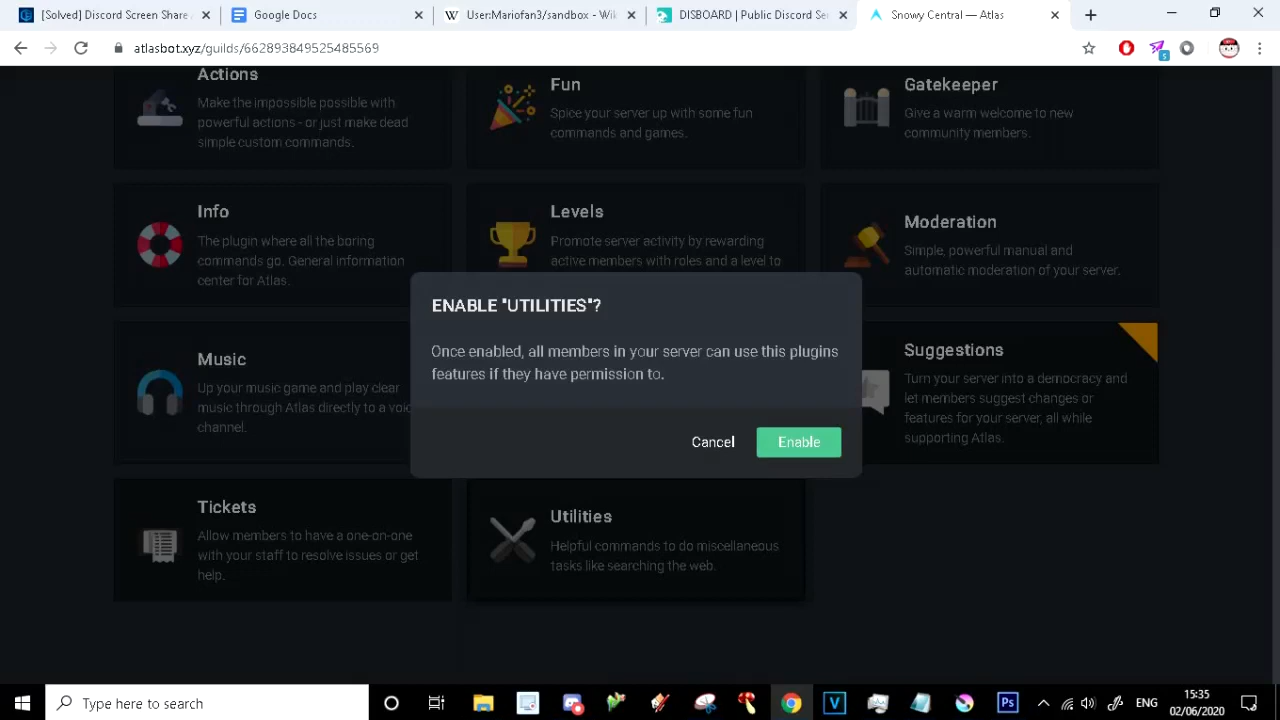 [Solved] Discord Screen Share
Google Docs
User:Mariofan3/sandbox - Wik
DISBOARD | Public Discord Ser
Snowy Central — Atlas
atlasbot.xyz/guilds/662893849525485569
5
Actions
Make the impossible possible with
powerful actions - or just make dead
simple custom commands.
Fun
Spice your server up with some fun
commands and games.
Gatekeeper
Give a warm welcome to new
community members.
Info
The plugin where all the boring
commands go. General information
center for Atlas.
Levels
Promote server activity by rewarding
active members with roles and a level to
Moderation
Simple, powerful manual and
automatic moderation of your server.
ENABLE "UTILITIES"?
Once enabled, all members in your server can use this plugins
features if they have permission to.
Cancel
Enable
Music
Up your music game and play clear
music through Atlas directly to a voic
channel.
Suggestions
Turn your server into a democracy and
let members suggest changes or
features for your server, all while
supporting Atlas.
Tickets
Allow members to have a one-on-one
with your staff to resolve issues or get
help.
Utilities
Helpful commands to do miscellaneous
tasks like searching the web.
Type here to search
V
Ps
ENG
15:35
02/06/2020